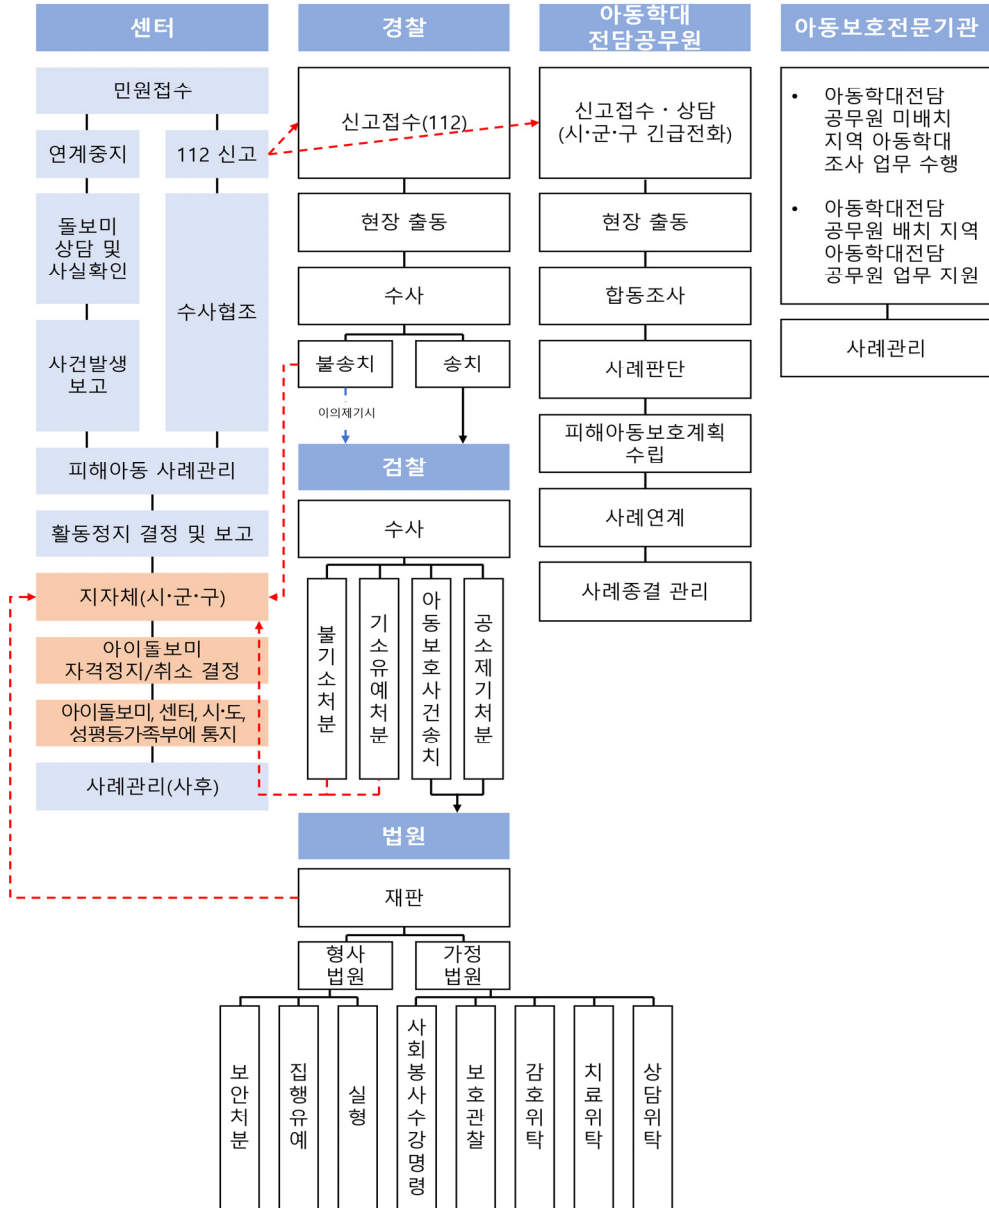 센터
민원접수
연계중지
112 신고
돌보미
상담 및
사실확인
수사협조
사건발생
보고
피해아동 사례관리
활동정지 결정 및 보고
지자체(시·군·구)
아이돌보미
자격정지/취소 결정
아이돌보미, 센터, 시·도,
성평등가족부에 통지
사례관리(사후)
경찰
신고접수(112)
현장 출동
수사
불송치
송치
이의제기시
검찰
수사
불기소처분
기소유예처분
아동보호사건송치
공소제기처분
법원
재판
형사
법원
가정
법원
보안처분
집행유예
실형
사회봉사수강명령
보호관찰
감호위탁
치료위탁
상담위탁
아동학대
전담공무원
신고접수 · 상담
(시·군·구 긴급전화)
현장 출동
합동조사
시례판단
피해아동보호계획
수립
사례연계
사례종결 관리
아동보호전문기관
• 아동학대전담
공무원 미배치
지역 아동학대
조사 업무 수행
• 아동학대전담
공무원 배치 지역
아동학대전담
공무원 업무 지원
사례관리